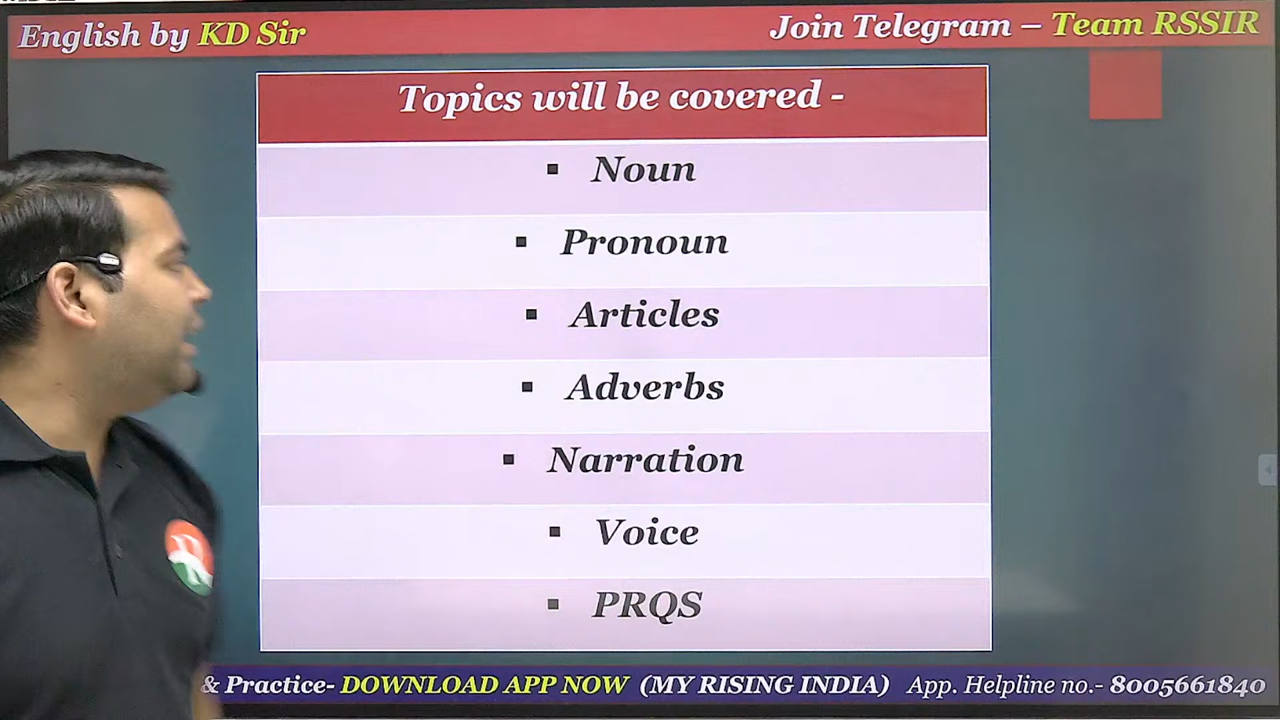 English by KD Sir
Join Telegram – Team RSSIR
Topics will be covered -
▪ Noun
▪ Pronoun
▪ Articles
▪ Adverbs
▪ Narration
▪ Voice
▪ PRQS
& Practice- DOWNLOAD APP NOW (MY RISING INDIA) App. Helpline no.- 8005661840